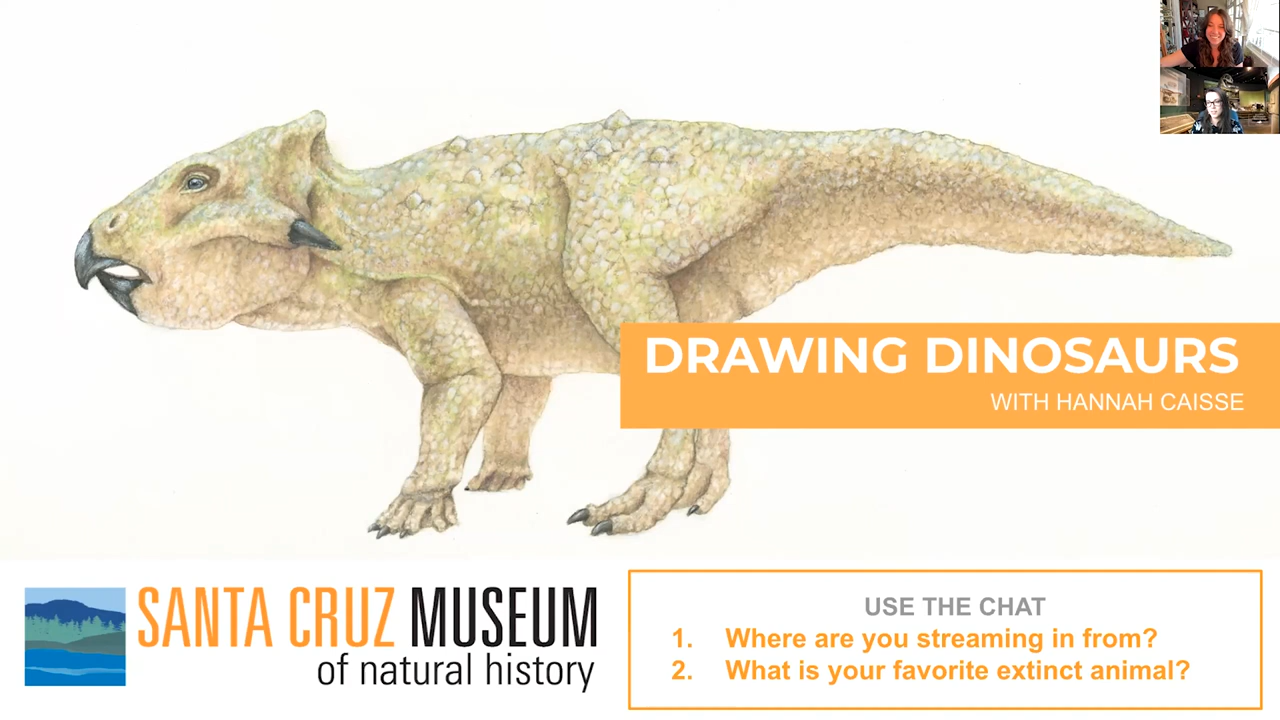 DRAWING DINOSAURS
WITH HANNAH CAISSE
SANTA CRUZ MUSEUM
of natural history
USE THE CHAT
1. Where are you streaming in from?
2. What is your favorite extinct animal?